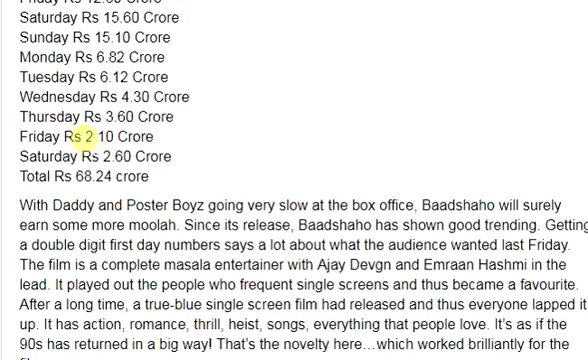 Saturday Rs 15.60 Crore
Sunday Rs 15.10 Crore
Monday Rs 6.82 Crore
Tuesday Rs 6.12 Crore
Wednesday Rs 4.30 Crore
Thursday Rs 3.60 Crore
Friday Rs 2 10 Crore
Saturday Rs 2.60 Crore
Total Rs 68.24 crore
With Daddy and Poster Boyz going very slow at the box office, Baadshaho will surely
earn some more moolah. Since its release, Baadshaho has shown good trending. Getting
a double digit first day numbers says a lot about what the audience wanted last Friday.
The film is a complete masala entertainer with Ajay Devgn and Emraan Hashmi in the
lead. It played out the people who frequent single screens and thus became a favourite.
After a long time, a true-blue single screen film had released and thus everyone lapped it
up. It has action, romance, thrill, heist, songs, everything that people love. It's as if the
90s has returned in a big way! That's the novelty here…which worked brilliantly for the